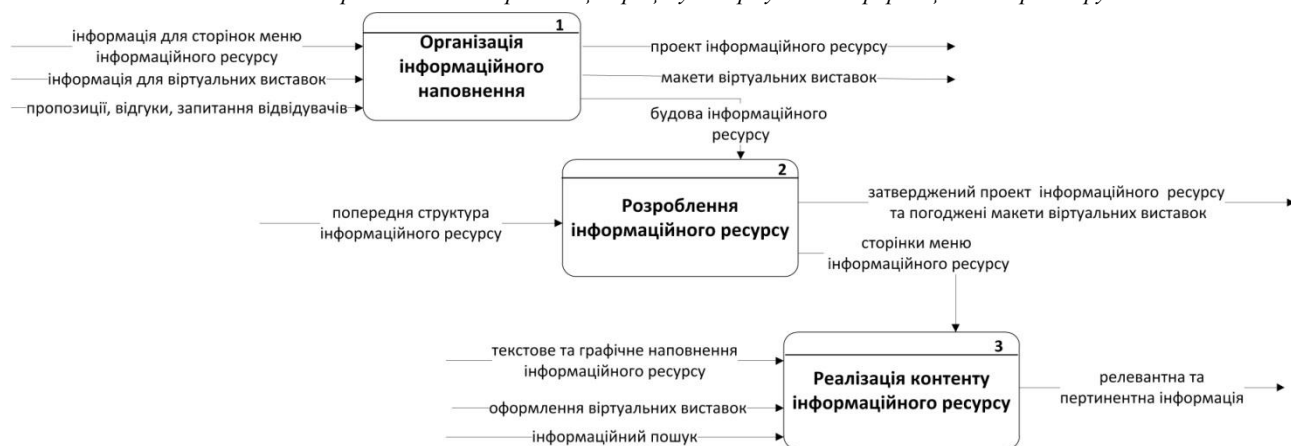 1
Організація
інформаційного
наповнення
інформація для сторінок меню
інформаційного ресурсу
інформація для віртуальних виставок
пропозиції, відгуки, запитання відвідувачів
проект інформаційного ресурсу
макети віртуальних виставок
будова інформаційного
ресурсу
2
Розроблення
інформаційного ресурсу
попередня структура
інформаційного ресурсу
затверджений проект інформаційного ресурсу
та погоджені макети віртуальних виставок
сторінки меню
інформаційного ресурсу
3
Реалізація контенту
інформаційного ресурсу
текстове та графічне наповнення
інформаційного ресурсу
оформлення віртуальних виставок
інформаційний пошук
релевантна та
пертинентна інформація